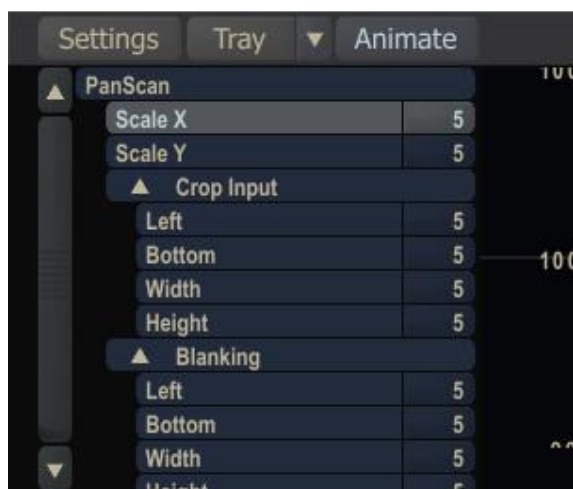 Settings Tray Animate
PanScan
Scale X 5
Scale Y 5
Crop Input
Left 5
Bottom 5 100
Width 5
Height 5
Blanking
Left 5
Bottom 5
Width 5